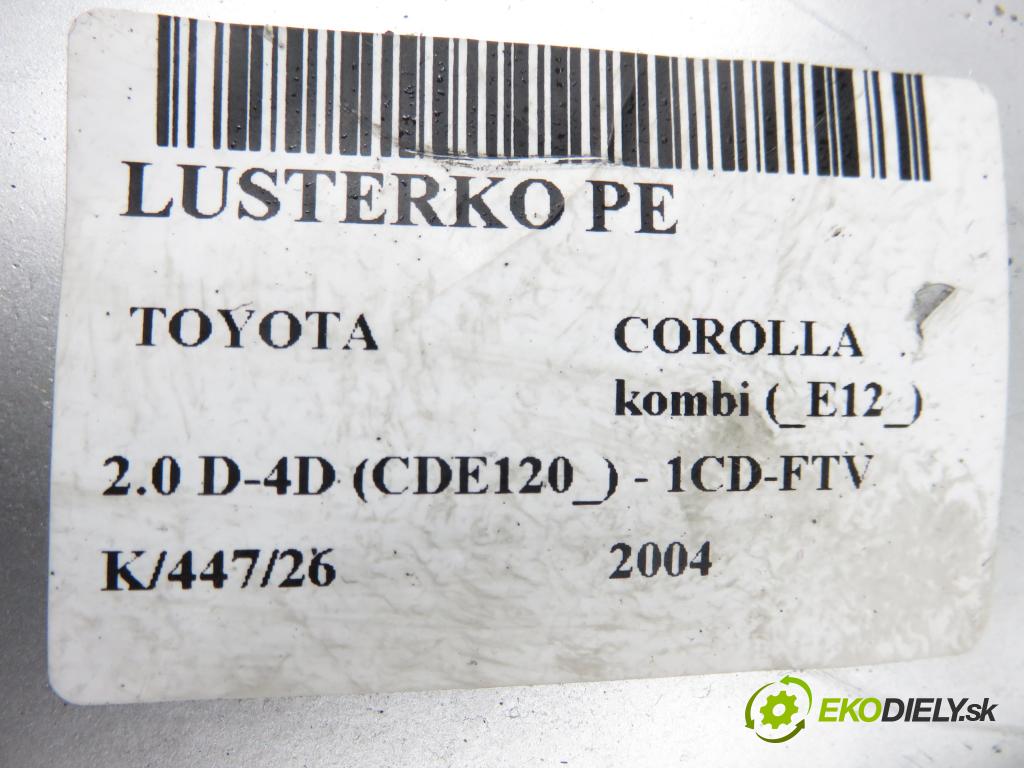 LUSTERKO PE
TOYOTA COROLLA
kombi (_E12_)
2.0 D-4D (CDE120_) - 1CD-FTV
K/447/26 2004
EKODIELY.sk